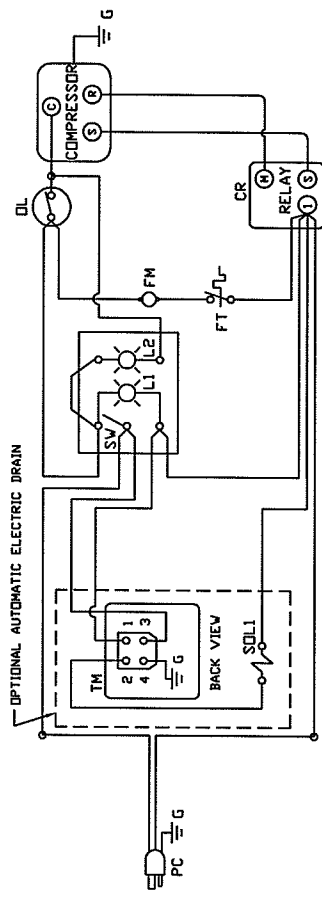 OPTIONAL AUTOMATIC ELECTRIC DRAIN
PC
G
TM
2
1
4
3
G
BACK VIEW
SOL1
SW
L1
L2
FM
FT
OL
C
COMPRESSOR
S
R
G
CR
RELAY
M
S
1